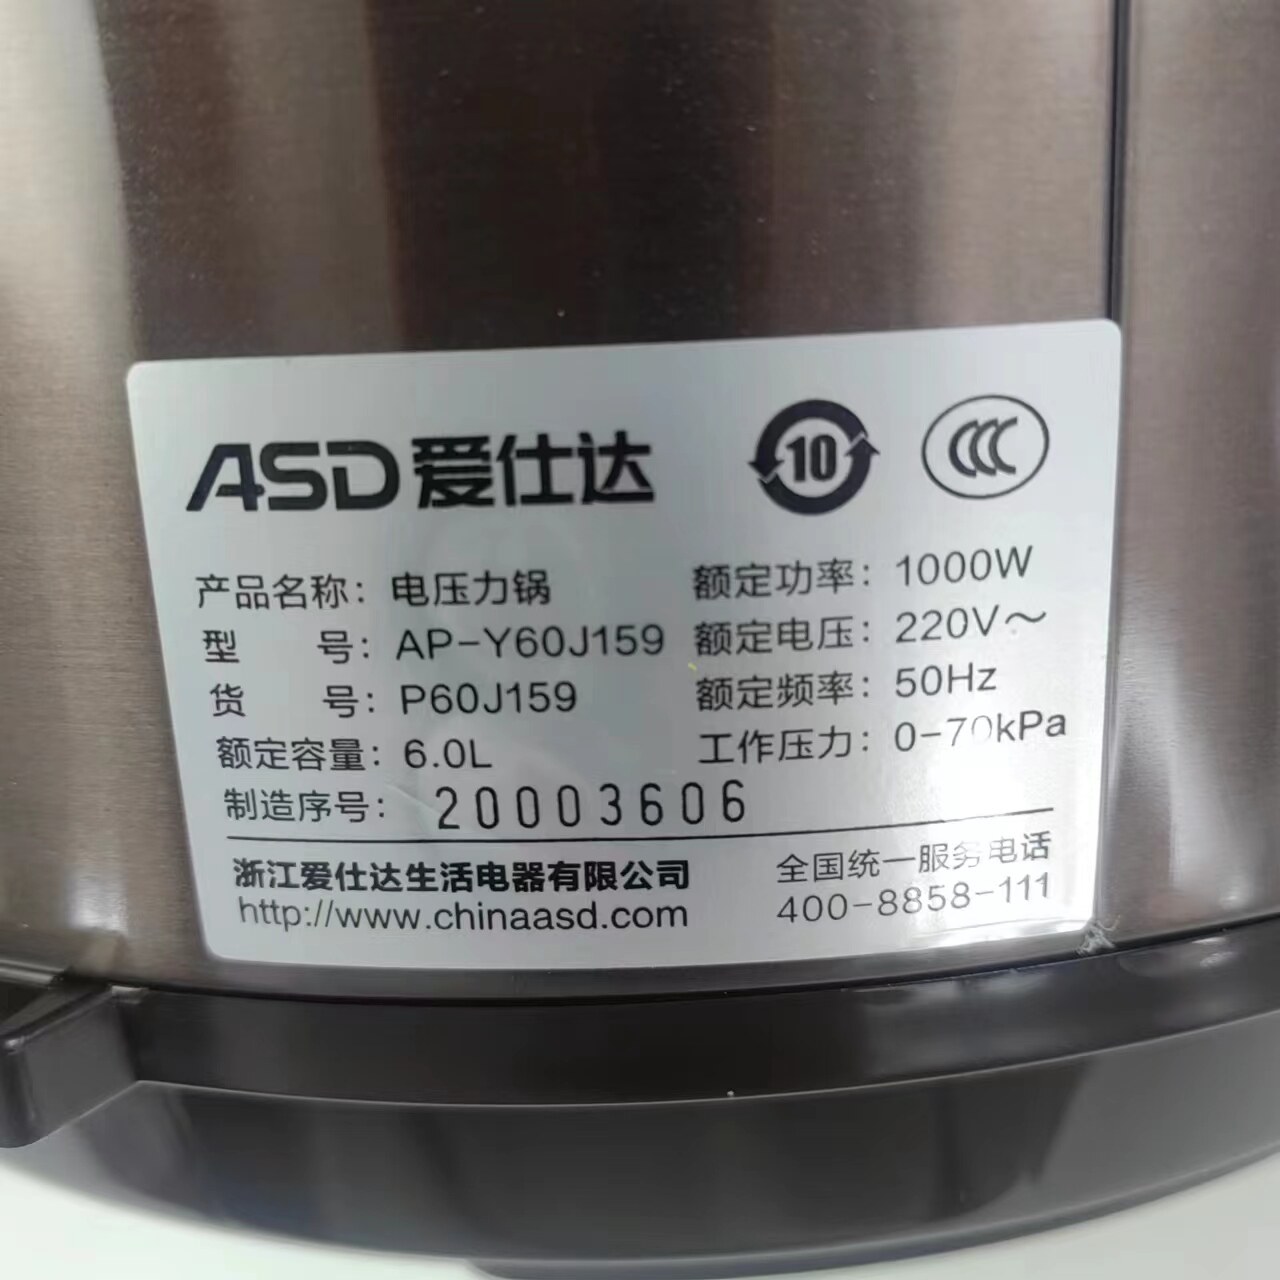 ASD 爱仕达
10
CCC
产品名称: 电压力锅
型 号: AP-Y60J159
货 号: P60J159
额定容量: 6.0L
制造序号: 20003606
额定功率: 1000W
额定电压: 220V～
额定频率: 50Hz
工作压力: 0-70kPa
浙江爱仕达生活电器有限公司
http://www.chinaasd.com
全国统一服务电话
400-8858-111